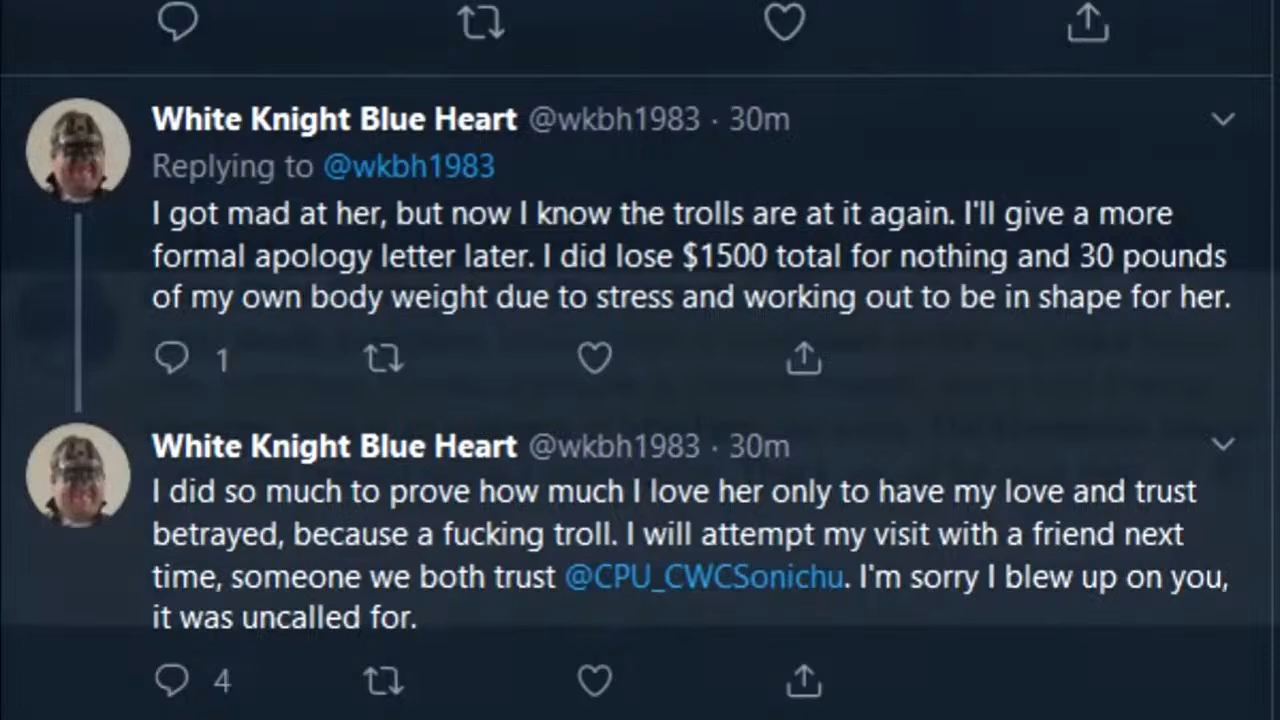 White Knight Blue Heart @wkbh1983 · 30m
Replying to @wkbh1983
I got mad at her, but now I know the trolls are at it again. I'll give a more
formal apology letter later. I did lose $1500 total for nothing and 30 pounds
of my own body weight due to stress and working out to be in shape for her.
1
White Knight Blue Heart @wkbh1983 · 30m
I did so much to prove how much I love her only to have my love and trust
betrayed, because a fucking troll. I will attempt my visit with a friend next
time, someone we both trust @CPU_CWCSonichu. I'm sorry I blew up on you,
it was uncalled for.
4